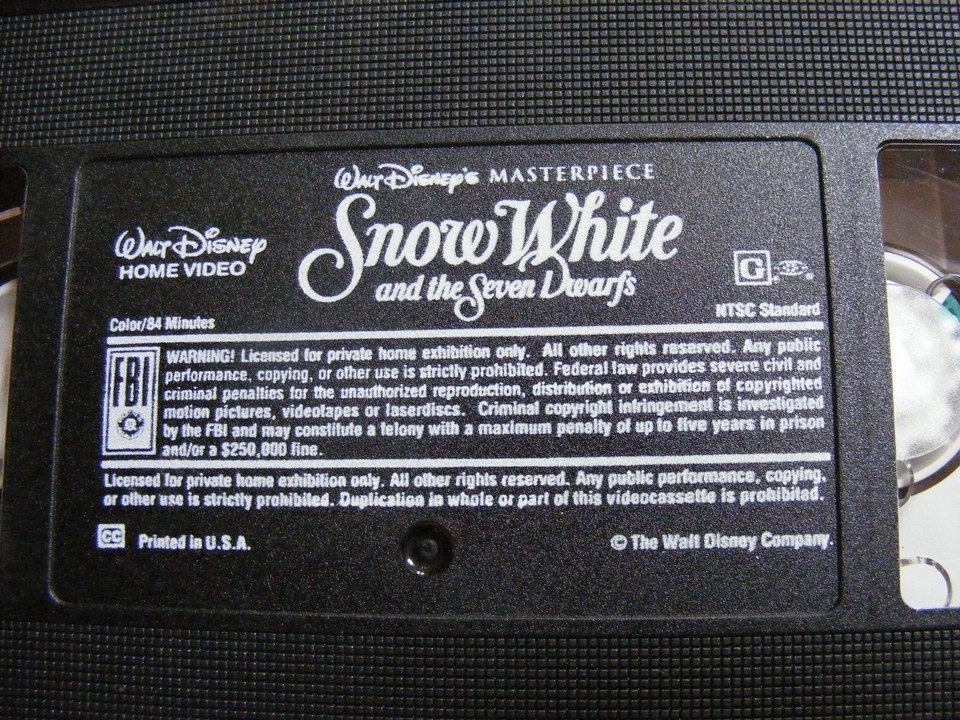 Walt Disney's MASTERPIECE
Snow White
and the Seven Dwarfs
Walt Disney
HOME VIDEO
G
Color/84 Minutes
NTSC Standard
FBI
WARNING! Licensed for private home exhibition only. All other rights reserved. Any public
performance, copying, or other use is strictly prohibited. Federal law provides severe civil and
criminal penalties for the unauthorized reproduction, distribution or exhibition of copyrighted
motion pictures, videotapes or laserdiscs. Criminal copyright infringement is investigated
by the FBI and may constitute a felony with a maximum penalty of up to five years in prison
and/or a $250,000 fine.
Licensed for private home exhibition only. All other rights reserved. Any public performance, copying,
or other use is strictly prohibited. Duplication in whole or part of this videocassette is prohibited.
CC Printed in U.S.A.
© The Walt Disney Company.